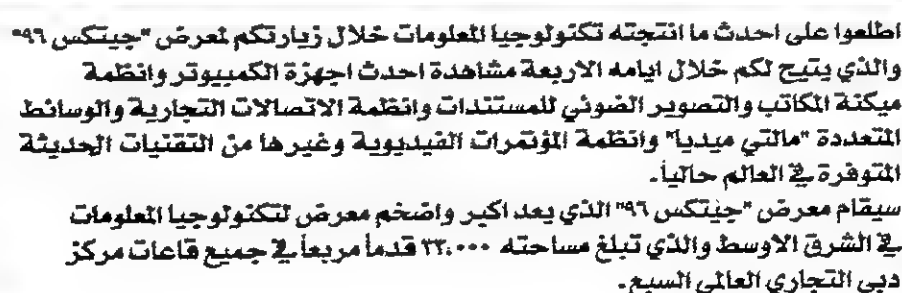 اطلعوا على احدث ما انتجته تكنولوجيا المعلومات خلال زيارتكم لمعرض "جيتكس ٩٦"
والذي يتيح لكم خلال ايامه الاربعة مشاهدة احدث اجهزة الكمبيوتر وانظمة
ميكنة المكاتب والتصوير الضوئي للمستندات وانظمة الاتصالات التجارية والوسائط
المتعددة "مالتي ميديا" وانظمة المؤتمرات الفيديوية وغيرها من التقنيات الحديثة
المتوفرة في العالم حالياً.
سيقام معرض "جيتكس ٩٦" الذي يعد اكبر واضخم معرض لتكنولوجيا المعلومات
في الشرق الاوسط والذي تبلغ مساحته ٢٣٠,٠٠٠ قدماً مربعاً في جميع قاعات مركز
دبي التجاري العالمي السبع.